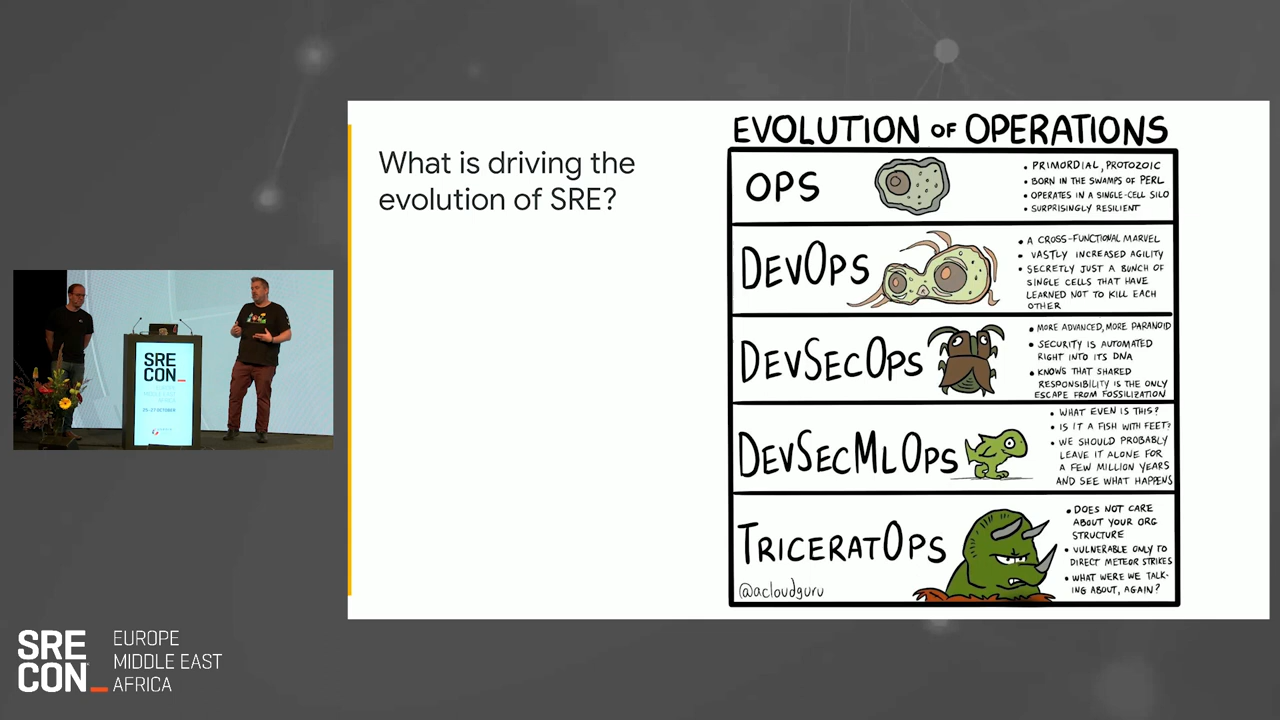 What is driving the
evolution of SRE?
EVOLUTION OF OPERATIONS
OPS
• PRIMORDIAL, PROTOZOIC
• BORN IN THE SWAMPS OF PERL
• OPERATES IN A SINGLE-CELL SILO
• SURPRISINGLY RESILIENT
DEVOPS
• A CROSS-FUNCTIONAL MARVEL
• VASTLY INCREASED AGILITY
• SECRETLY JUST A BUNCH OF
SINGLE CELLS THAT HAVE
LEARNED NOT TO KILL EACH
OTHER
DEVSECOPS
• MORE ADVANCED, MORE PARANOID
• SECURITY IS AUTOMATED
RIGHT INTO ITS DNA
• KNOWS THAT SHARED
RESPONSIBILITY IS THE ONLY
ESCAPE FROM FOSSILIZATION
DEVSECMLOPS
• WHAT EVEN IS THIS?
• IS IT A FISH WITH FEET?
• WE SHOULD PROBABLY
LEAVE IT ALONE FOR
A FEW MILLION YEARS
AND SEE WHAT HAPPENS
TRICERATOPS
@acloudguru
• DOES NOT CARE
ABOUT YOUR ORG
STRUCTURE
• VULNERABLE ONLY TO
DIRECT METEOR STRIKES
• WHAT WERE WE TALK-
ING ABOUT, AGAIN?
SRE
CON_
SRE
CON_
EUROPE
MIDDLE EAST
AFRICA